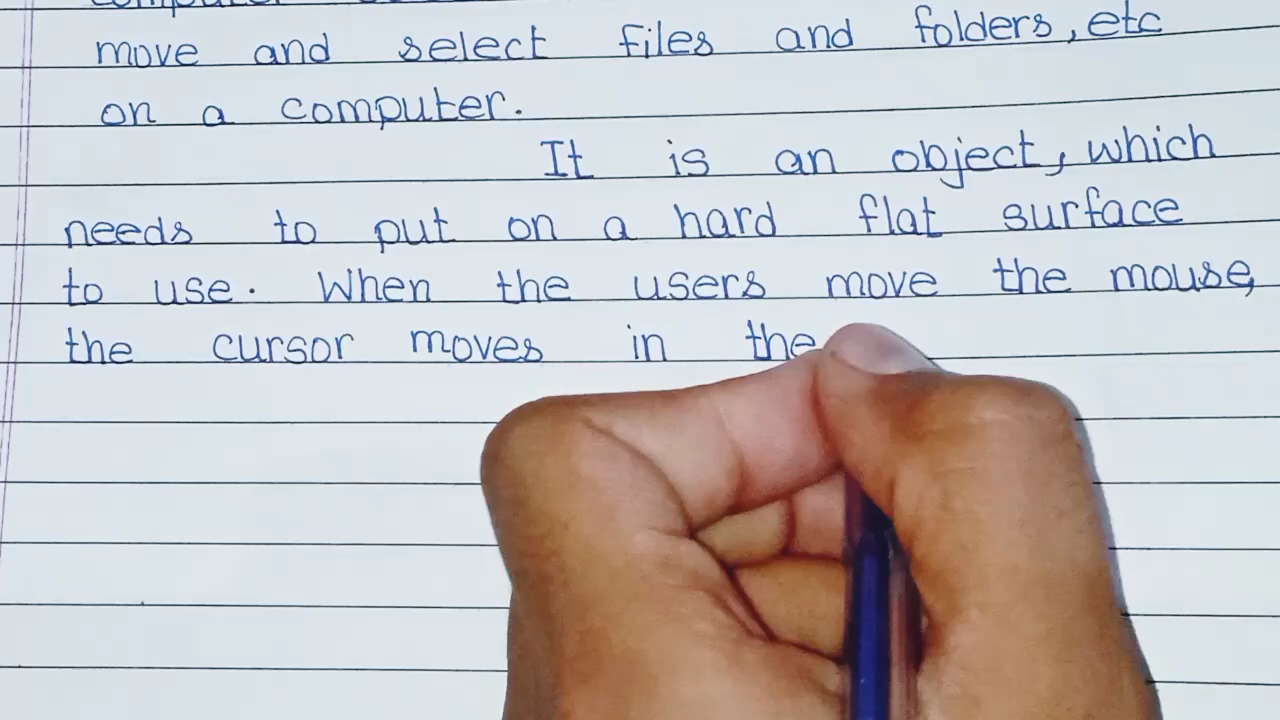 computer
move and select files and folders, etc
on a computer.
It is an object, which
needs to put on a hard flat surface
to use. When the users move the mouse,
the cursor moves in the